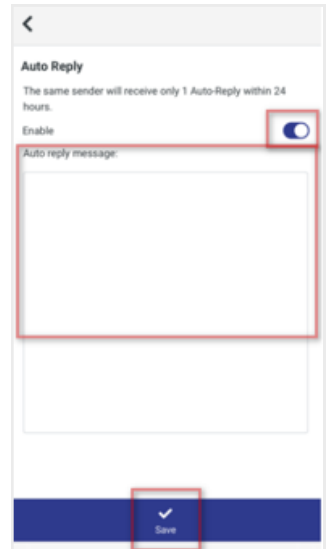 Auto Reply
The same sender will receive only 1 Auto-Reply within 24
hours.
Enable
Auto reply message:
Save